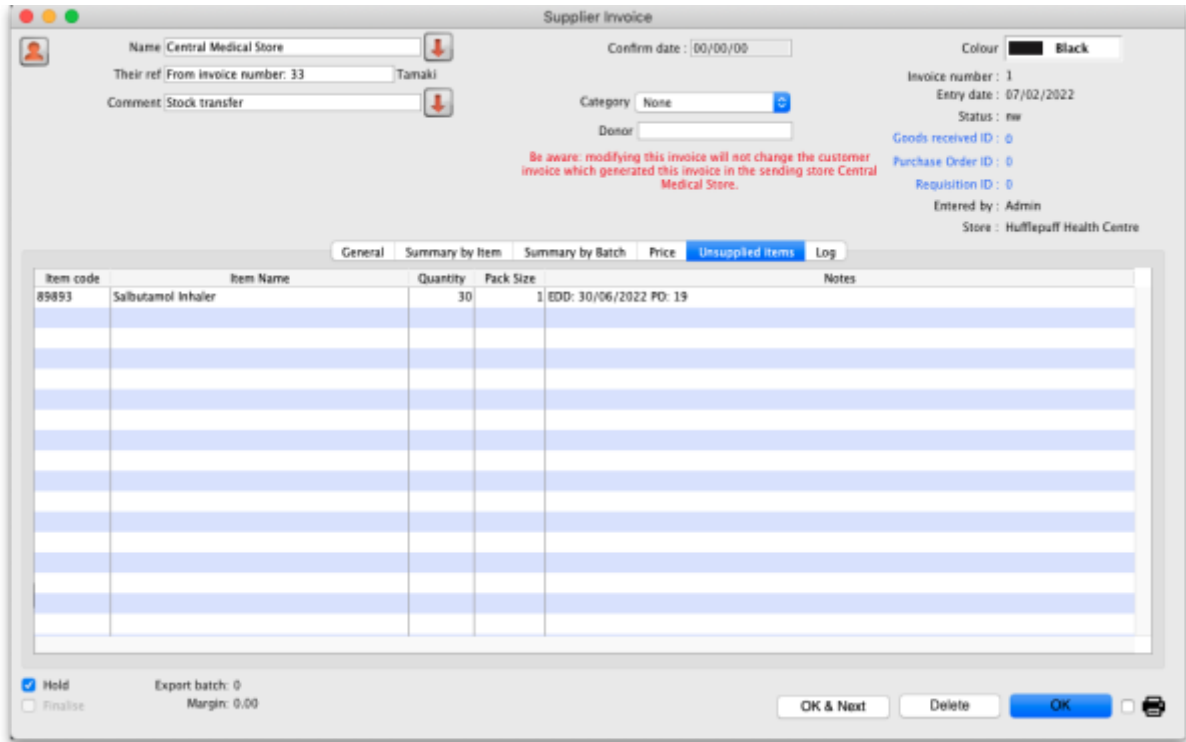 Supplier Invoice
Name Central Medical Store
Confirm date : 00/00/00
Colour Black
Their ref From invoice number: 33 Tamaki
Invoice number : 1
Comment Stock transfer
Category None
Entry date : 07/02/2022
Status : nw
Donor
Goods received ID : 0
Be aware: modifying this invoice will not change the customer
invoice which generated this invoice in the sending store Central
Medical Store.
Purchase Order ID : 0
Requisition ID : 0
Entered by : Admin
Store : Hufflepuff Health Centre
General Summary by Item Summary by Batch Price Unsupplied items Log
Item code Item Name Quantity Pack Size Notes
89893 Salbutamol Inhaler 30 1 EDD: 30/06/2022 PO: 19
Hold Export batch: 0
Finalise Margin: 0.00
OK & Next Delete OK